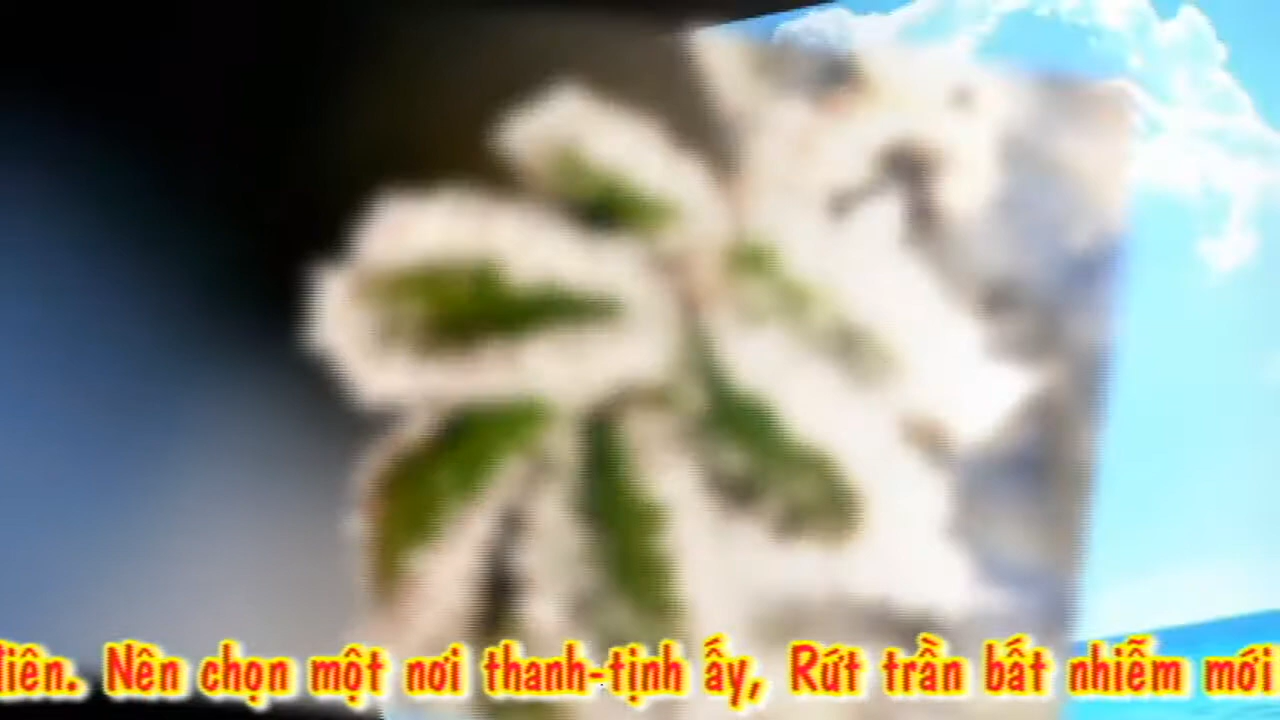 Nên chọn một nơi thanh-tịnh ấy, Rứt trần bất nhiễm mới